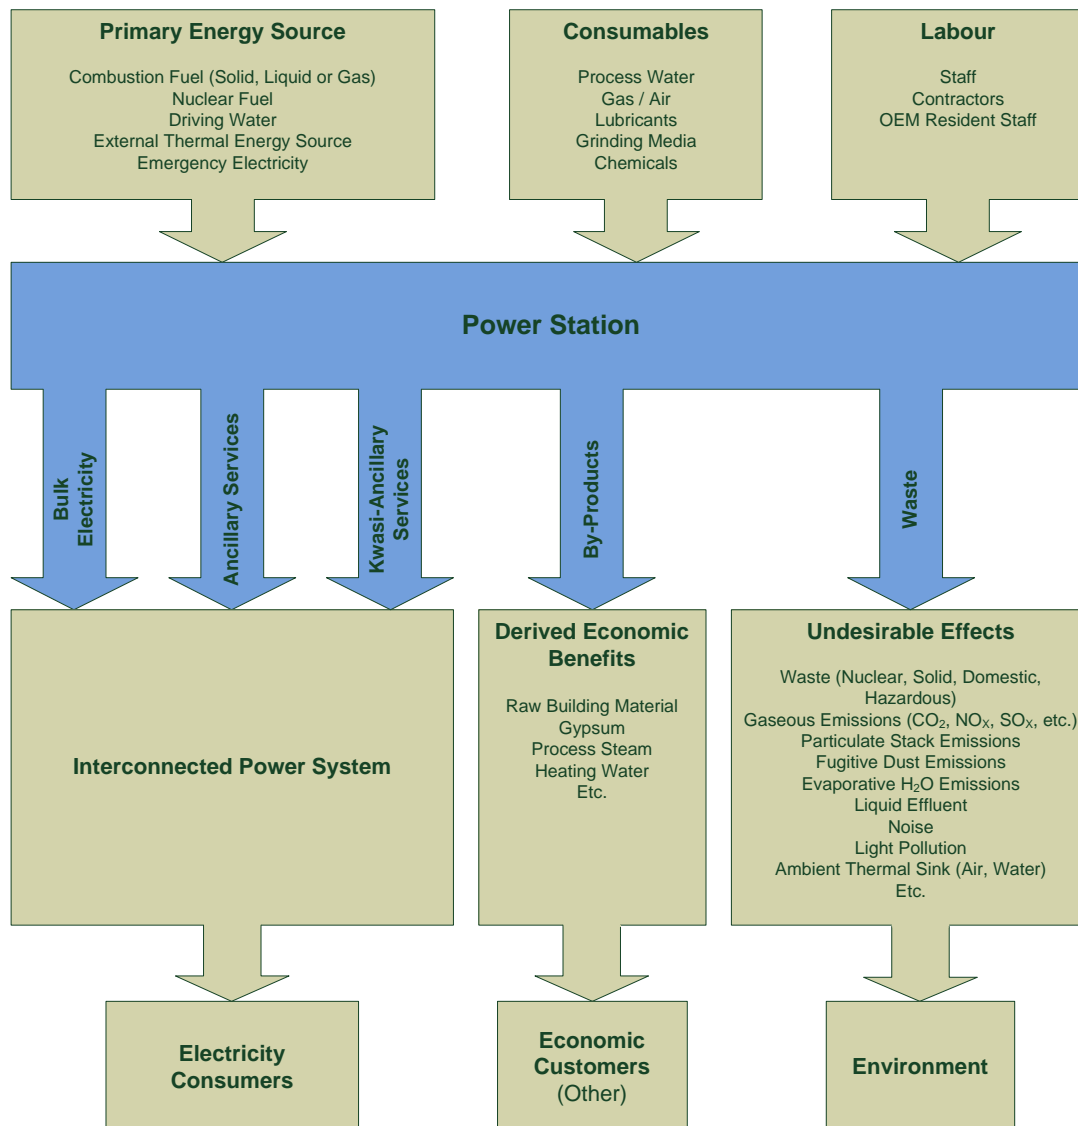 Primary Energy Source
Combustion Fuel (Solid, Liquid or Gas)
Nuclear Fuel
Driving Water
External Thermal Energy Source
Emergency Electricity
Consumables
Process Water
Gas / Air
Lubricants
Grinding Media
Chemicals
Labour
Staff
Contractors
OEM Resident Staff
Power Station
Bulk
Electricity
Ancillary Services
Kwasi-Ancillary
Services
By-Products
Waste
Interconnected Power System
Derived Economic
Benefits
Raw Building Material
Gypsum
Process Steam
Heating Water
Etc.
Undesirable Effects
Waste (Nuclear, Solid, Domestic,
Hazardous)
Gaseous Emissions (CO₂, NOₓ, SOₓ, etc.)
Particulate Stack Emissions
Fugitive Dust Emissions
Evaporative H₂O Emissions
Liquid Effluent
Noise
Light Pollution
Ambient Thermal Sink (Air, Water)
Etc.
Electricity
Consumers
Economic
Customers
(Other)
Environment